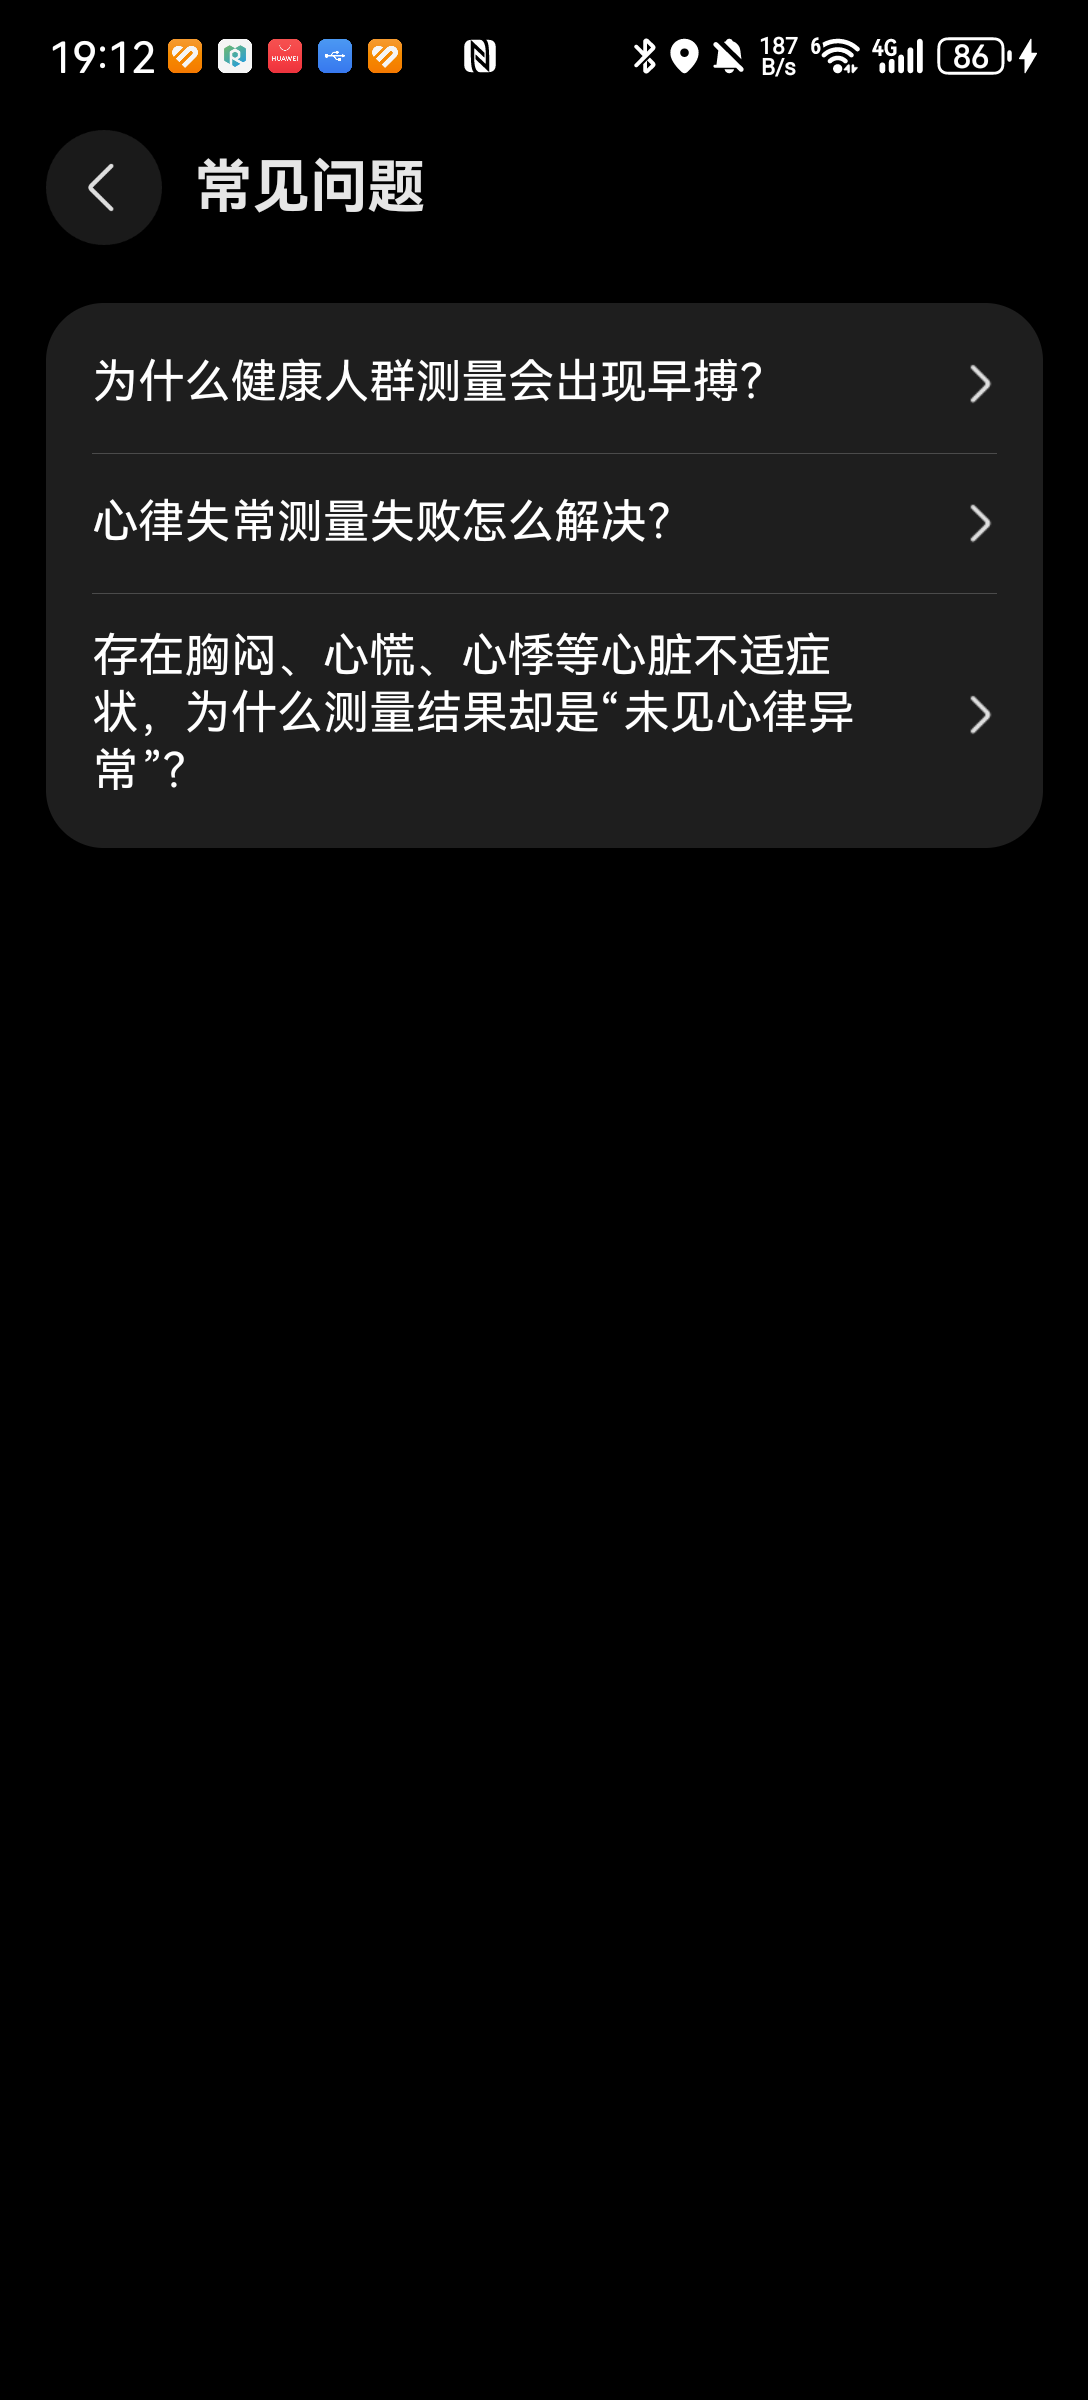 19:12
HUAWEI
187 B/s
6
4G
86
常见问题
为什么健康人群测量会出现早搏?
心律失常测量失败怎么解决?
存在胸闷、心慌、心悸等心脏不适症
状，为什么测量结果却是“未见心律异
常”?